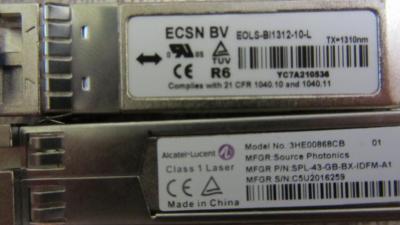 ECSN BV EOLS-BI1312-10-L
TX=1310nm
TÜV
CE R6 YC7A210536
Complies with 21 CFR 1040.10 and 1040.11
Model No.:3HE00868CB 01
Alcatel-Lucent MFGR:Source Photonics
Class 1 Laser MFGR P/N:SPL-43-GB-BX-IDFM-A1
CE MFGR S/N:C5U2016259
Made in China